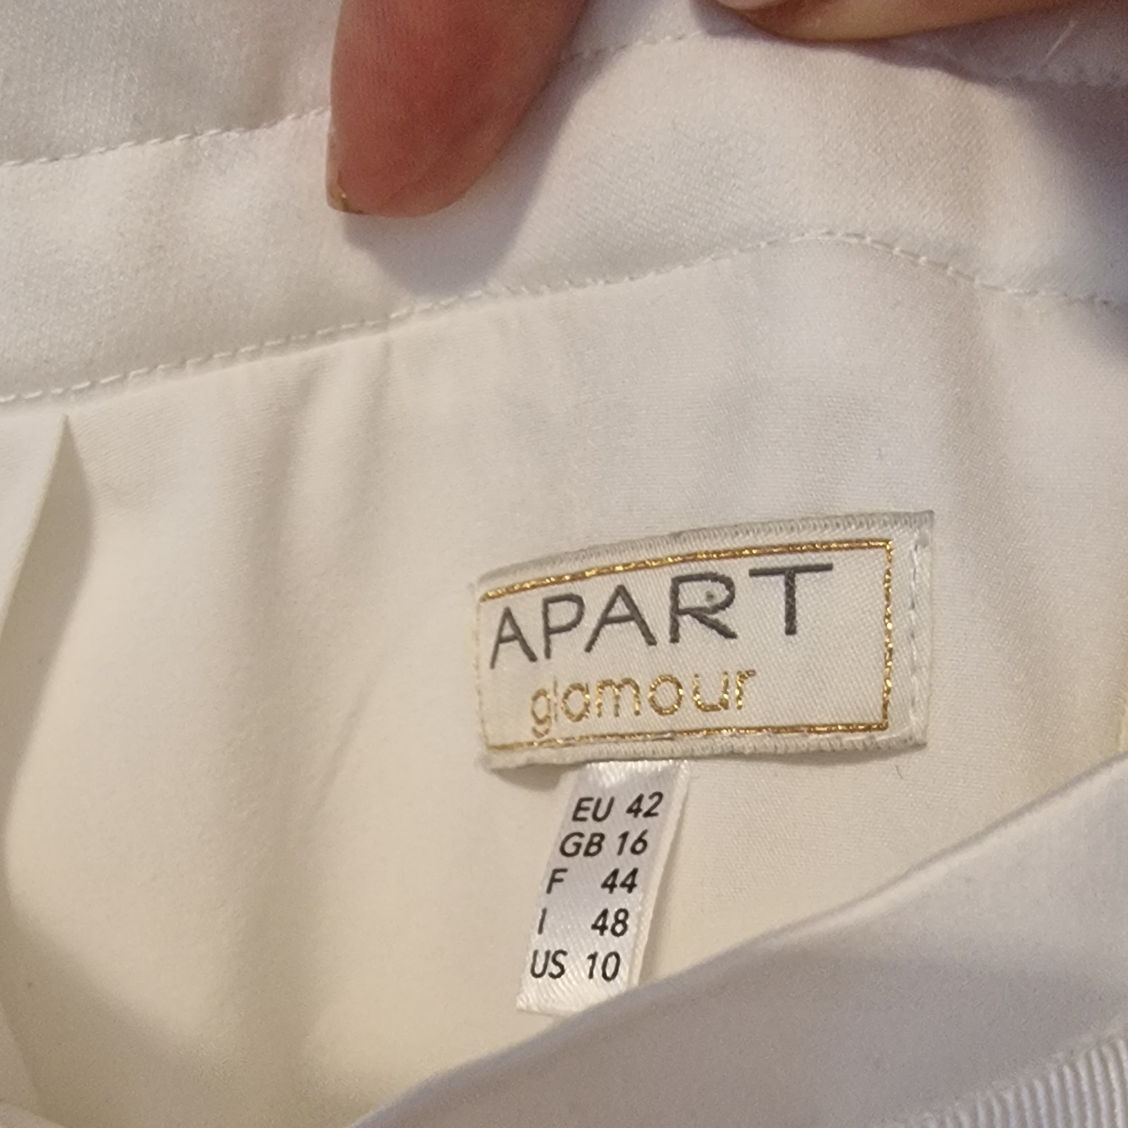 APART
glamour
EU 42
GB 16
F 44
I 48
US 10